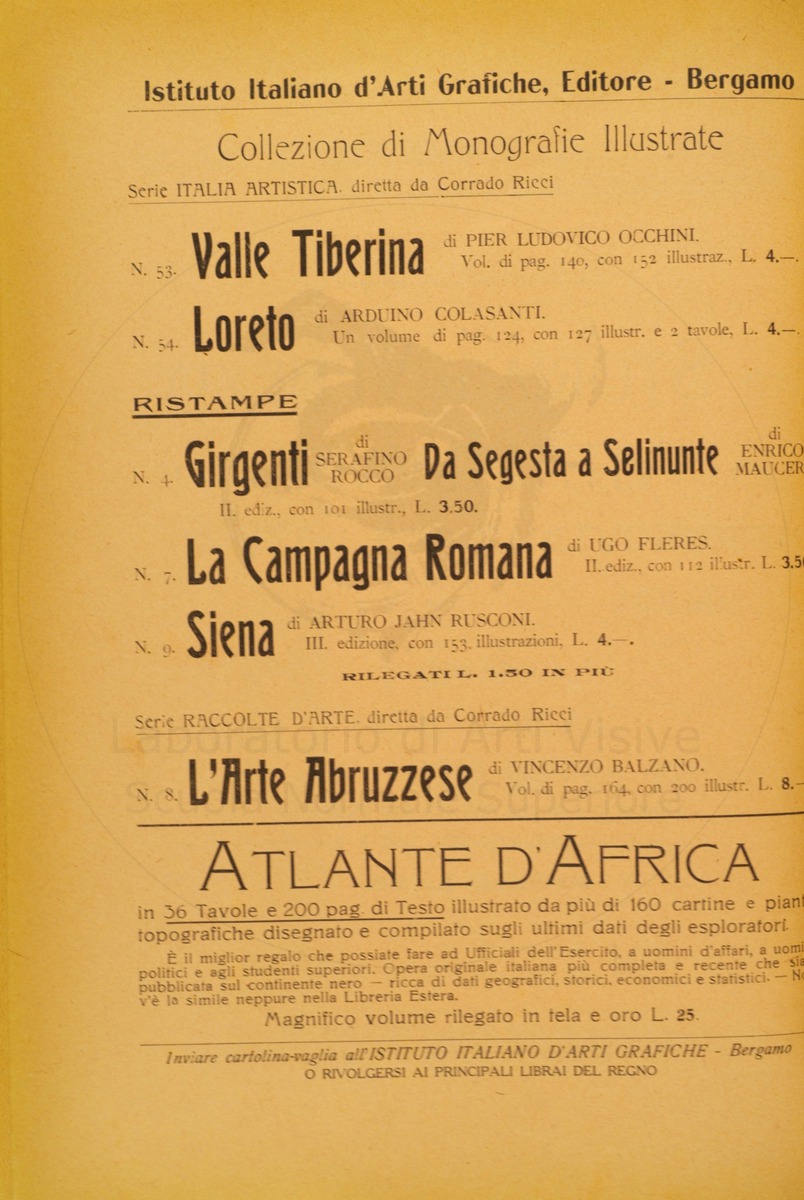 Istituto Italiano d'Arti Grafiche, Editore - Bergamo
Collezione di Monografie Illustrate
Serie ITALIA ARTISTICA. diretta da Corrado Ricci
N. 53. Valle Tiberina di PIER LUDOVICO OCCHINI.
Vol. di pag. 140, con 152 illustraz., L. 4.—.
N. 54. Loreto di ARDUINO COLASANTI.
Un volume di pag. 124, con 127 illustr. e 2 tavole, L. 4.—.
RISTAMPE
N. 4. Girgenti di SERAFINO ROCCO Da Segesta a Selinunte di ENRICO MAUCER
II. ediz., con 101 illustr., L. 3.50.
N. 7. La Campagna Romana di UGO FLERES.
II. ediz., con 112 illustr. L. 3.50
N. 9. Siena di ARTURO JAHN RUSCONI.
III. edizione, con 153. illustrazioni, L. 4.—.
RILEGATI L. 1.50 IN PIÙ
Serie RACCOLTE D'ARTE. diretta da Corrado Ricci
Laboratorio di Arti Visive
N. 8. L'Arte Abruzzese di VINCENZO BALZANO.
Vol. di pag. 164, con 200 illustr. L. 8.—
ATLANTE D'AFRICA
in 36 Tavole e 200 pag. di Testo illustrato da più di 160 cartine e piant
topografiche disegnato e compilato sugli ultimi dati degli esploratori.
È il miglior regalo che possiate fare ad Ufficiali dell'Esercito, a uomini d'affari, a uomi
politici e agli studenti superiori. Opera originale italiana più completa e recente che sia
pubblicata sul continente nero — ricca di dati geografici, storici, economici e statistici. — No
v'è la simile neppure nella Libreria Estera.
Magnifico volume rilegato in tela e oro L. 25.
Inviare cartolina-vaglia all'ISTITUTO ITALIANO D'ARTI GRAFICHE - Bergamo
O RIVOLGERSI AI PRINCIPALI LIBRAI DEL REGNO